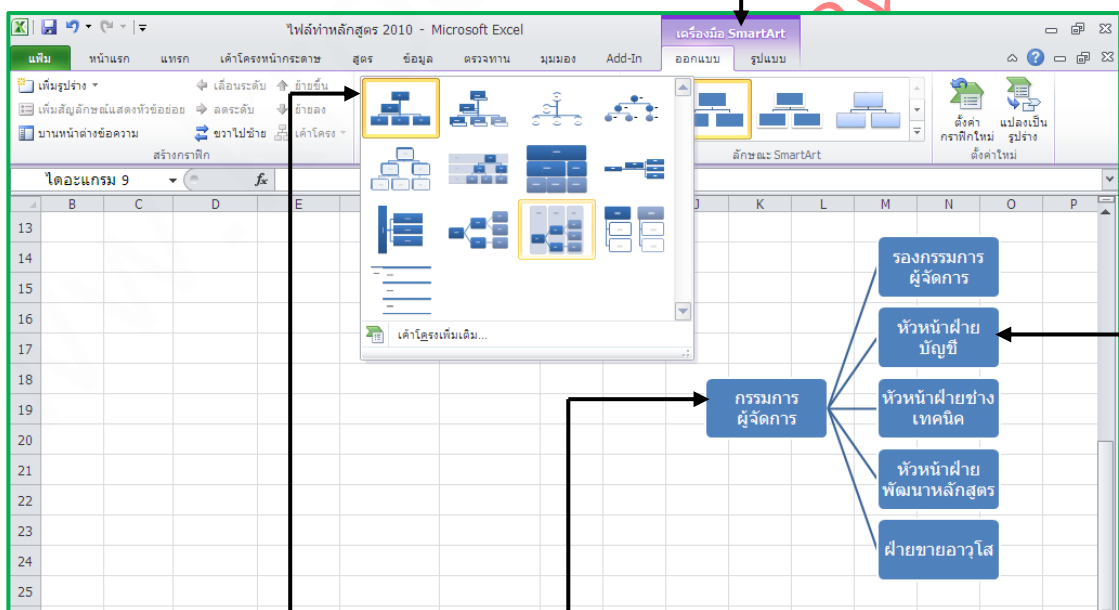 ไฟล์ทำหลักสูตร 2010 - Microsoft Excel
เครื่องมือ SmartArt
แฟ้ม หน้าแรก แทรก เค้าโครงหน้ากระดาษ สูตร ข้อมูล ตรวจทาน มุมมอง Add-In ออกแบบ รูปแบบ
เพิ่มรูปร่าง เลื่อนระดับ ย้ายขึ้น
เพิ่มสัญลักษณ์แสดงหัวข้อย่อย ลดระดับ ย้ายลง
บานหน้าต่างข้อความ ขวาไปซ้าย เค้าโครง
สร้างกราฟิก
ตั้งค่า
กราฟิกใหม่
แปลงเป็น
รูปร่าง
ลักษณะ SmartArt
ตั้งค่าใหม่
ไดอะแกรม 9
fx
B C D E J K L M N O P
13
14
15
16
17
18
19
20
21
22
23
24
25
เค้าโครงเพิ่มเติม...
กรรมการ
ผู้จัดการ
รองกรรมการ
ผู้จัดการ
หัวหน้าฝ่าย
บัญชี
หัวหน้าฝ่ายช่าง
เทคนิค
หัวหน้าฝ่าย
พัฒนาหลักสูตร
ฝ่ายขายอาวุโส